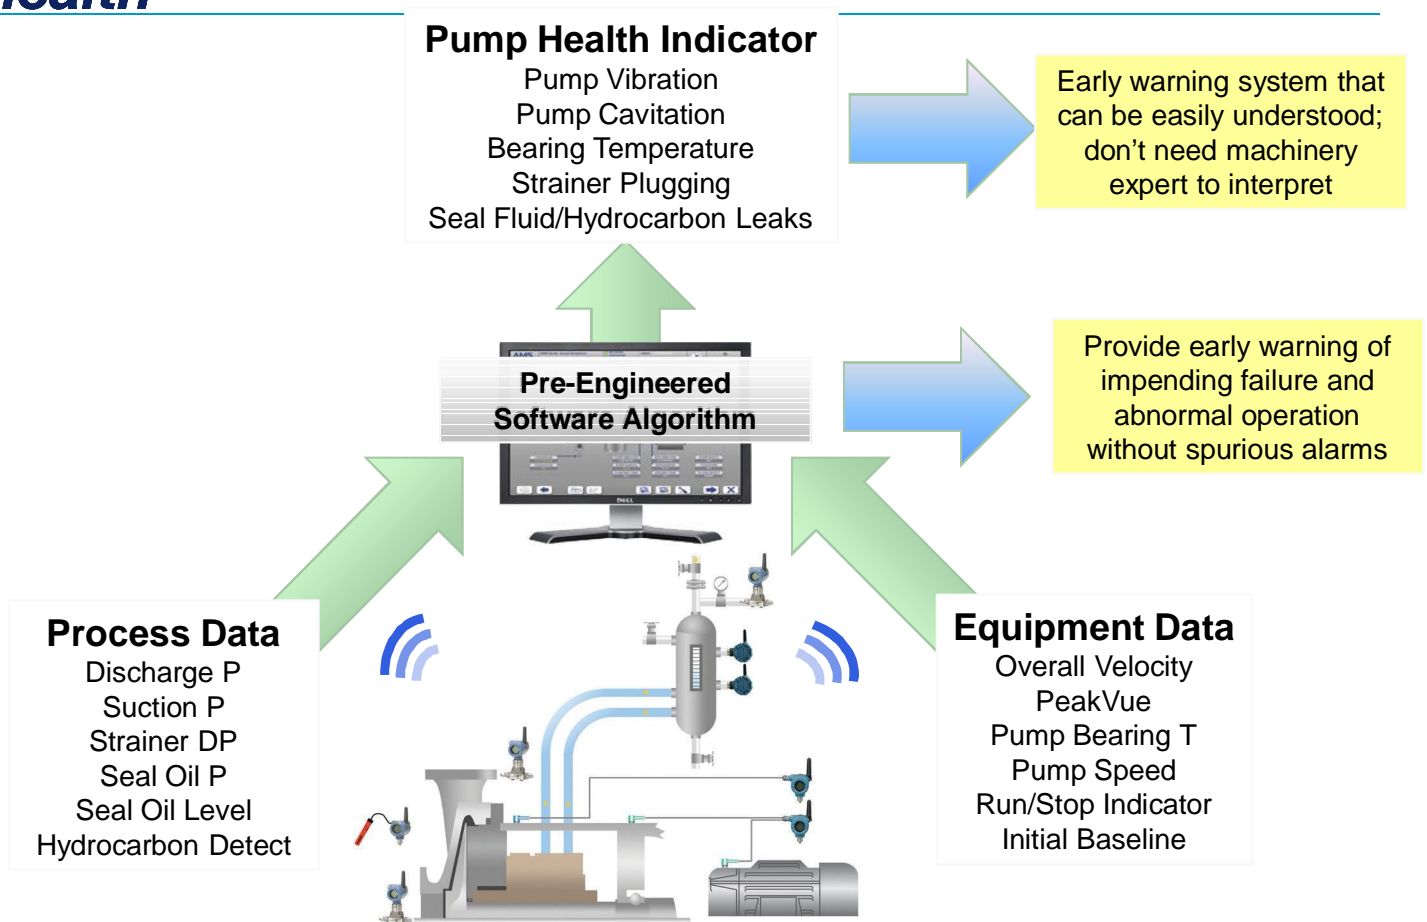 Health
Pump Health Indicator
Pump Vibration
Pump Cavitation
Bearing Temperature
Strainer Plugging
Seal Fluid/Hydrocarbon Leaks
Early warning system that
can be easily understood;
don’t need machinery
expert to interpret
Pre-Engineered
Software Algorithm
Provide early warning of
impending failure and
abnormal operation
without spurious alarms
DELL
Process Data
Discharge P
Suction P
Strainer DP
Seal Oil P
Seal Oil Level
Hydrocarbon Detect
Equipment Data
Overall Velocity
PeakVue
Pump Bearing T
Pump Speed
Run/Stop Indicator
Initial Baseline